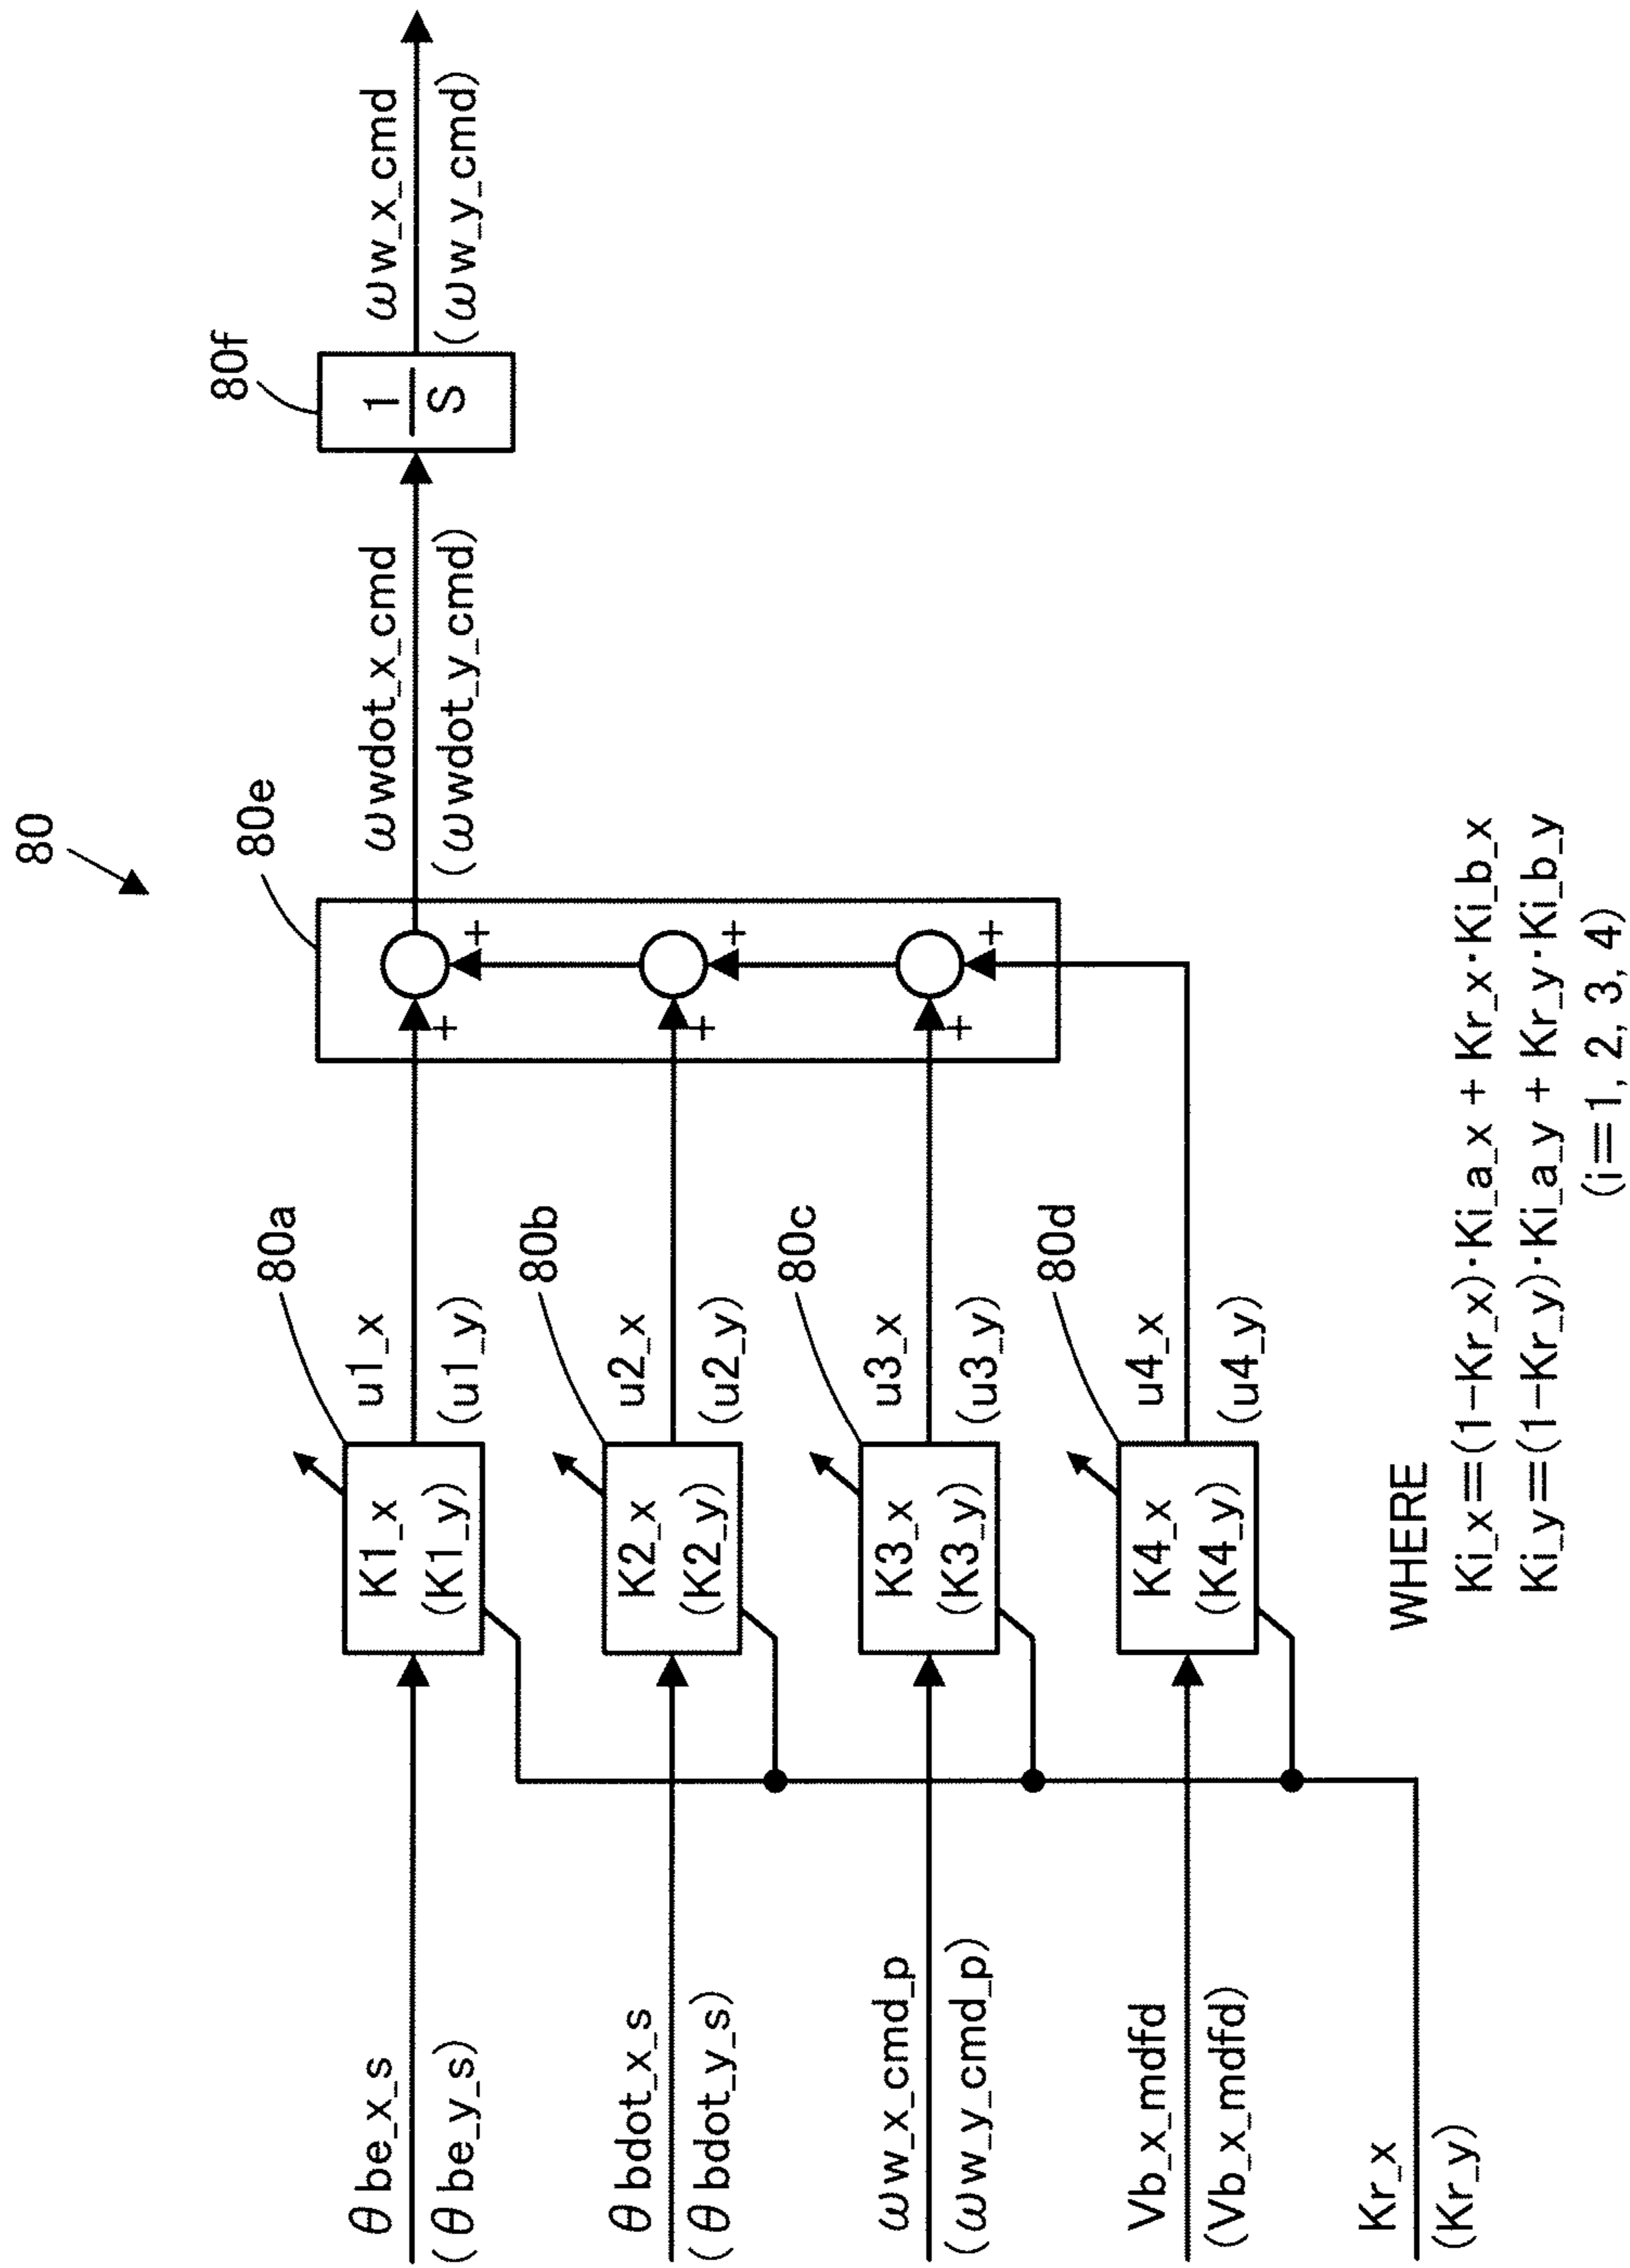 80
θbe_x_s
(θbe_y_s)
K1_x
(K1_y)
80a
u1_x
(u1_y)
80e
+
+
ωwdot_x_cmd
(ωwdot_y_cmd)
80f
1
S
ωw_x_cmd
(ωw_y_cmd)
θbdot_x_s
(θbdot_y_s)
K2_x
(K2_y)
80b
u2_x
(u2_y)
+
+
ωw_x_cmd_p
(ωw_y_cmd_p)
K3_x
(K3_y)
80c
u3_x
(u3_y)
+
+
Vb_x_mdfd
(Vb_x_mdfd)
K4_x
(K4_y)
80d
u4_x
(u4_y)
Kr_x
(Kr_y)
WHERE
Ki_x=(1-Kr_x)·Ki_a_x + Kr_x·Ki_b_x
Ki_y=(1-Kr_y)·Ki_a_y + Kr_y·Ki_b_y
(i=1, 2, 3, 4)